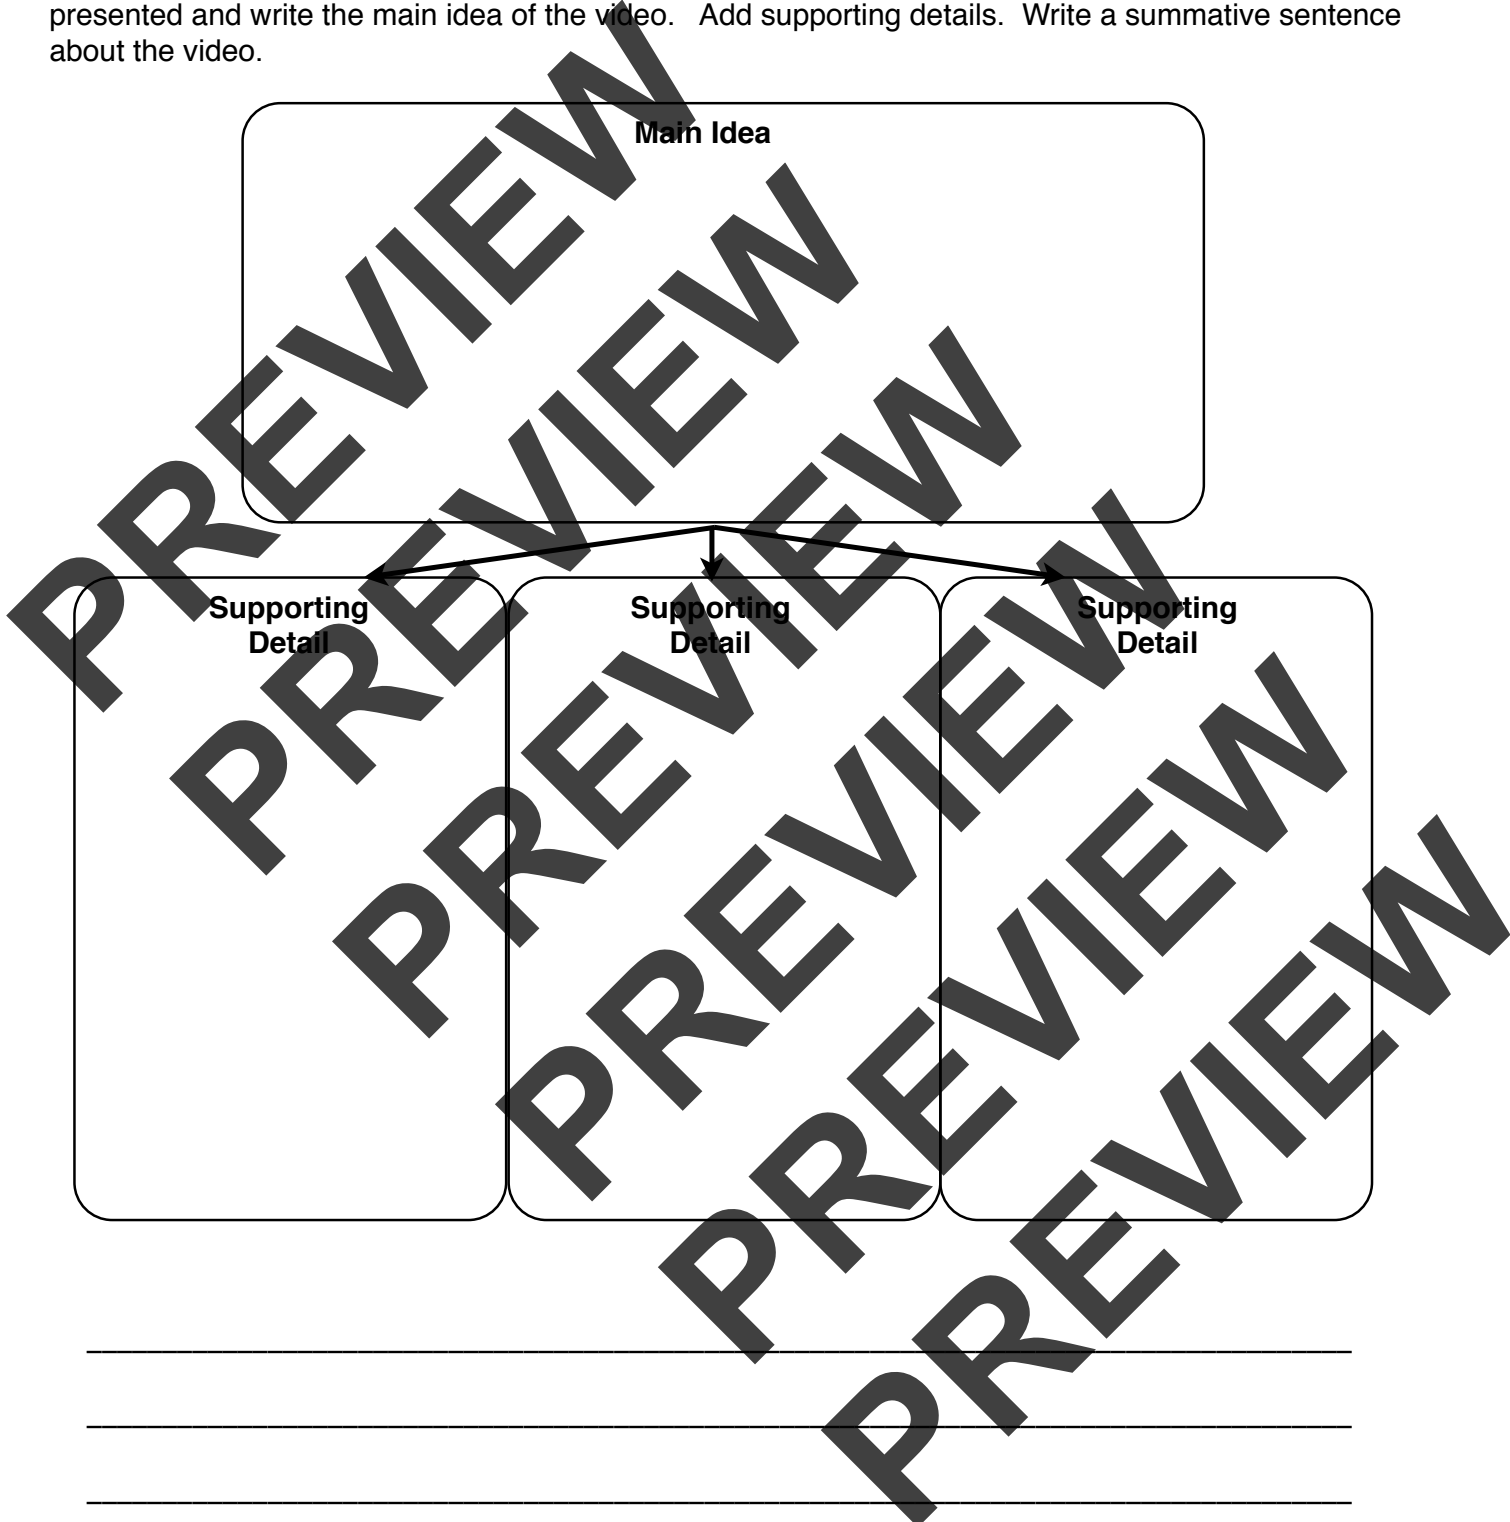 presented and write the main idea of the video. Add supporting details. Write a summative sentence
about the video.
Main Idea
Supporting
Detail
Supporting
Detail
Supporting
Detail
PREVIEW
PREVIEW
PREVIEW
PREVIEW
PREVIEW
PREVIEW